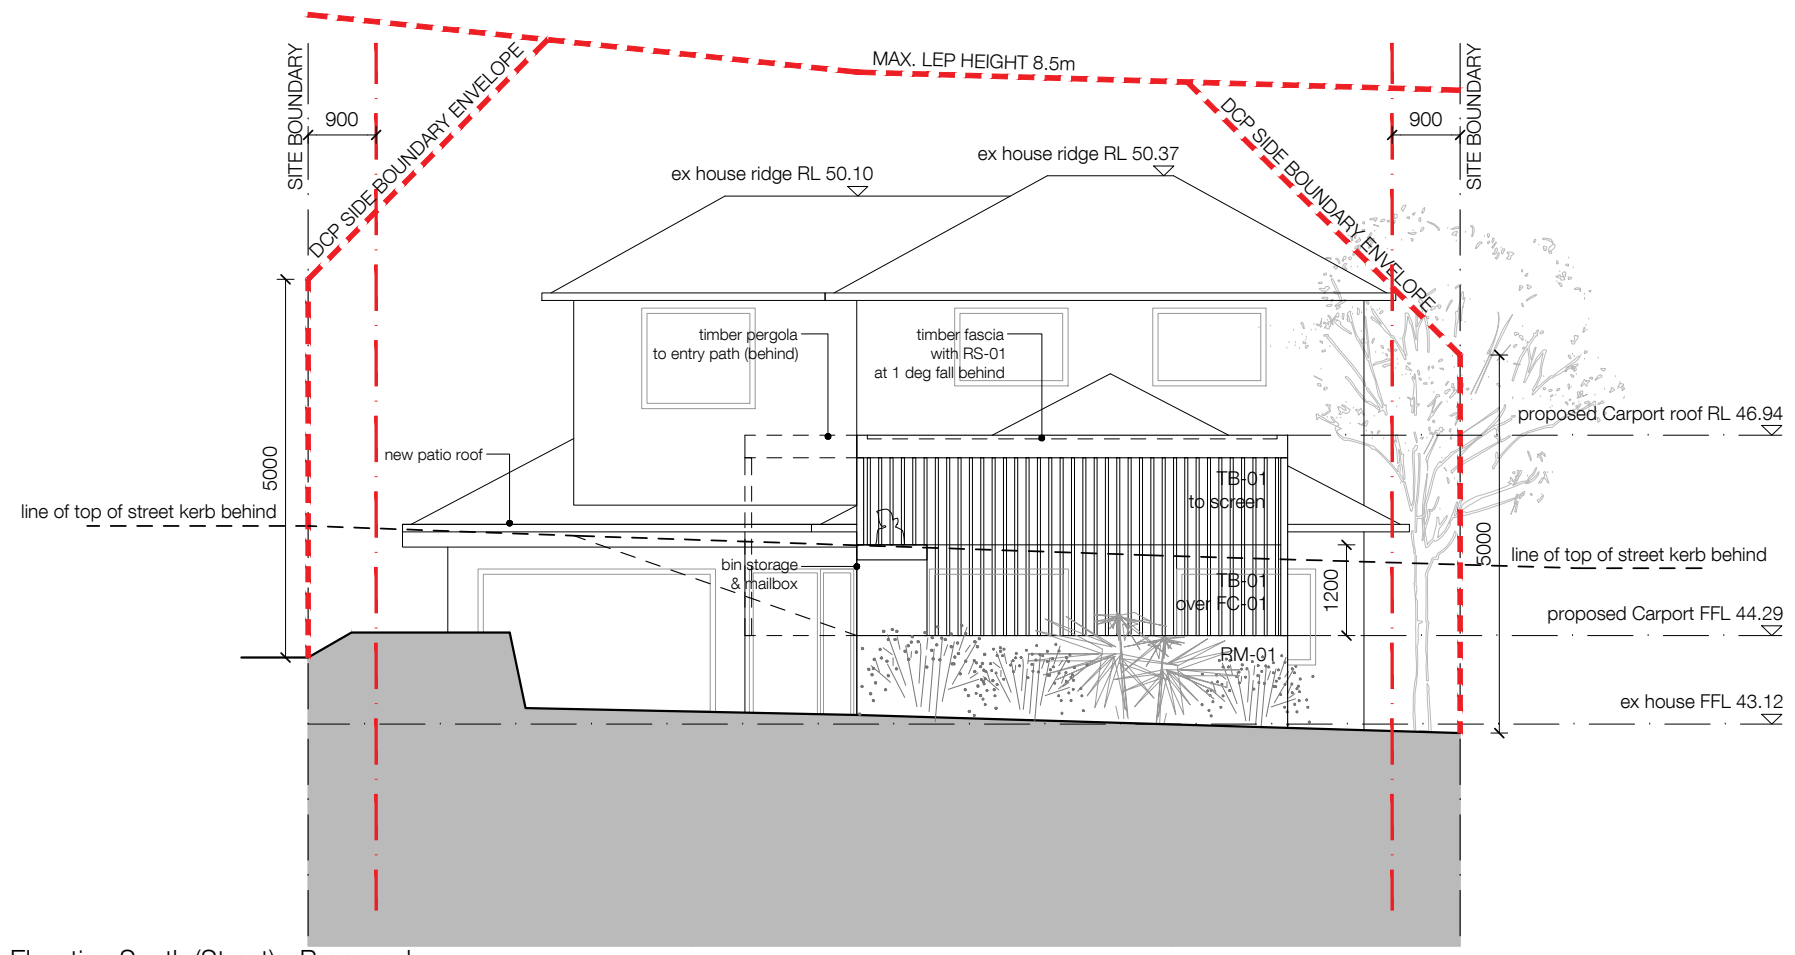 MAX. LEP HEIGHT 8.5m
SITE BOUNDARY
DCP SIDE BOUNDARY ENVELOPE
900
DCP SIDE BOUNDARY ENVELOPE
900
SITE BOUNDARY
ex house ridge RL 50.10
ex house ridge RL 50.37
timber pergola
to entry path (behind)
timber fascia
with RS-01
at 1 deg fall behind
proposed Carport roof RL 46.94
new patio roof
5000
TB-01
to screen
line of top of street kerb behind
5000
line of top of street kerb behind
bin storage
& mailbox
TB-01
over FC-01
1200
proposed Carport FFL 44.29
RM-01
ex house FFL 43.12